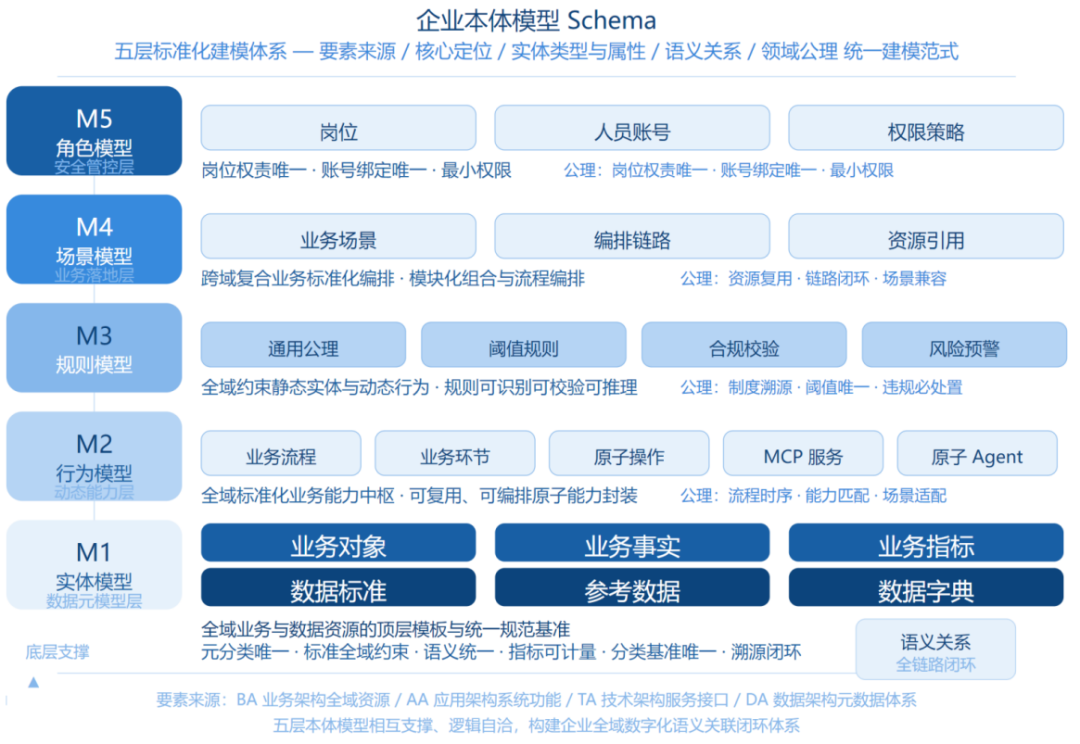 企业本体模型 Schema
五层标准化建模体系 — 要素来源 / 核心定位 / 实体类型与属性 / 语义关系 / 领域公理 统一建模范式
M5
角色模型
安全管控层
岗位
人员账号
权限策略
岗位权责唯一 · 账号绑定唯一 · 最小权限
公理：岗位权责唯一 · 账号绑定唯一 · 最小权限
M4
场景模型
业务落地层
业务场景
编排链路
资源引用
跨域复合业务标准化编排 · 模块化组合与流程编排
公理：资源复用 · 链路闭环 · 场景兼容
M3
规则模型
通用公理
阈值规则
合规校验
风险预警
全域约束静态实体与动态行为 · 规则可识别可校验可推理
公理：制度溯源 · 阈值唯一 · 违规必处置
M2
行为模型
动态能力层
业务流程
业务环节
原子操作
MCP 服务
原子 Agent
全域标准化业务能力中枢 · 可复用、可编排原子能力封装
公理：流程时序 · 能力匹配 · 场景适配
M1
实体模型
数据元模型层
业务对象
业务事实
业务指标
数据标准
参考数据
数据字典
全域业务与数据资源的顶层模板与统一规范基准
元分类唯一 · 标准全域约束 · 语义统一 · 指标可计量 · 分类基准唯一 · 溯源闭环
语义关系
全链路闭环
底层支撑
要素来源：BA 业务架构全域资源 / AA 应用架构系统功能 / TA 技术架构服务接口 / DA 数据架构元数据体系
五层本体模型相互支撑、逻辑自洽，构建企业全域数字化语义关联闭环体系